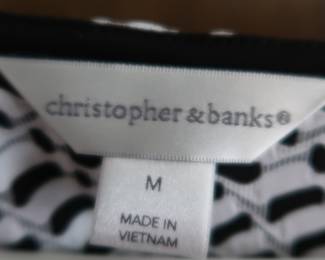 christopher & banks®
M
MADE IN
VIETNAM